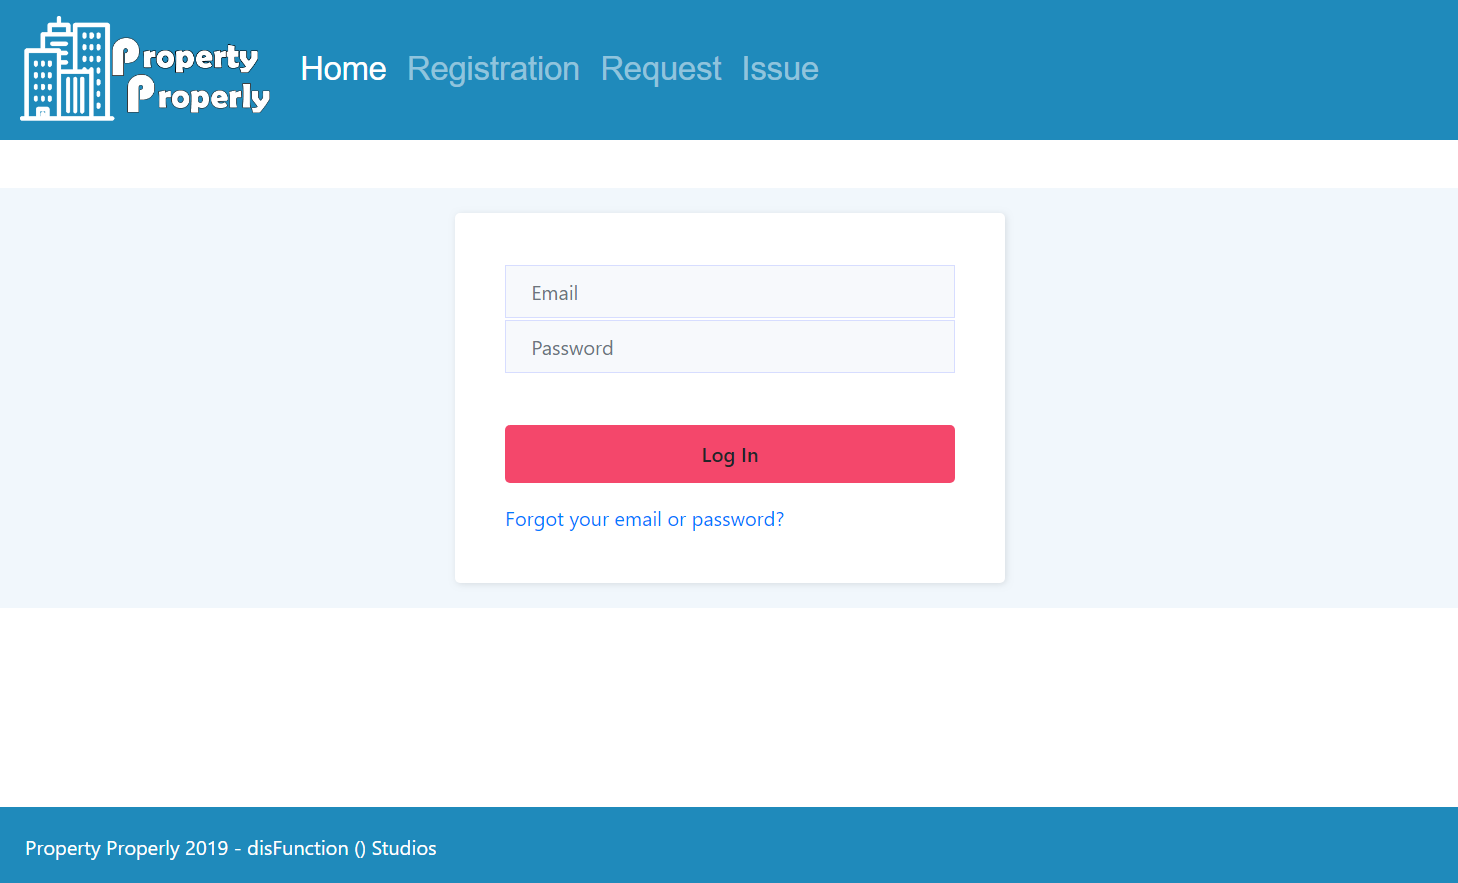 Property
Properly
Home Registration Request Issue
Email
Password
Log In
Forgot your email or password?
Property Properly 2019 - disFunction () Studios